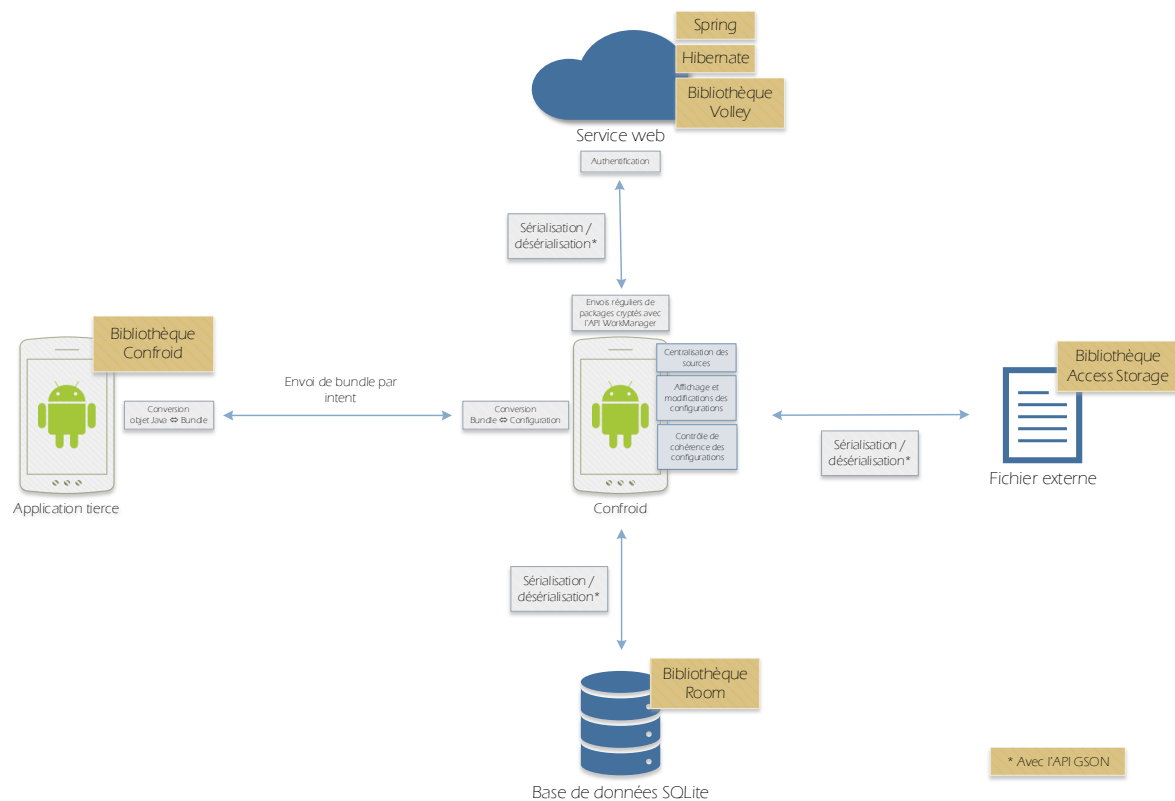 Spring
Hibernate
Bibliothèque
Volley
Service web
Authentification
Sérialisation /
désérialisation*
Envois réguliers de
packages cryptés avec
l'API WorkManager
Bibliothèque
Confroid
Centralisation des
sources
Affichage et
modifications des
configurations
Contrôle de
cohérence des
configurations
Envoi de bundle par
intent
Conversion
objet Java ⇔ Bundle
Conversion
Bundle ⇔ Configuration
Bibliothèque
Access Storage
Sérialisation /
désérialisation*
Fichier externe
Application tierce
Confroid
Sérialisation /
désérialisation*
Bibliothèque
Room
* Avec l'API GSON
Base de données SQLite